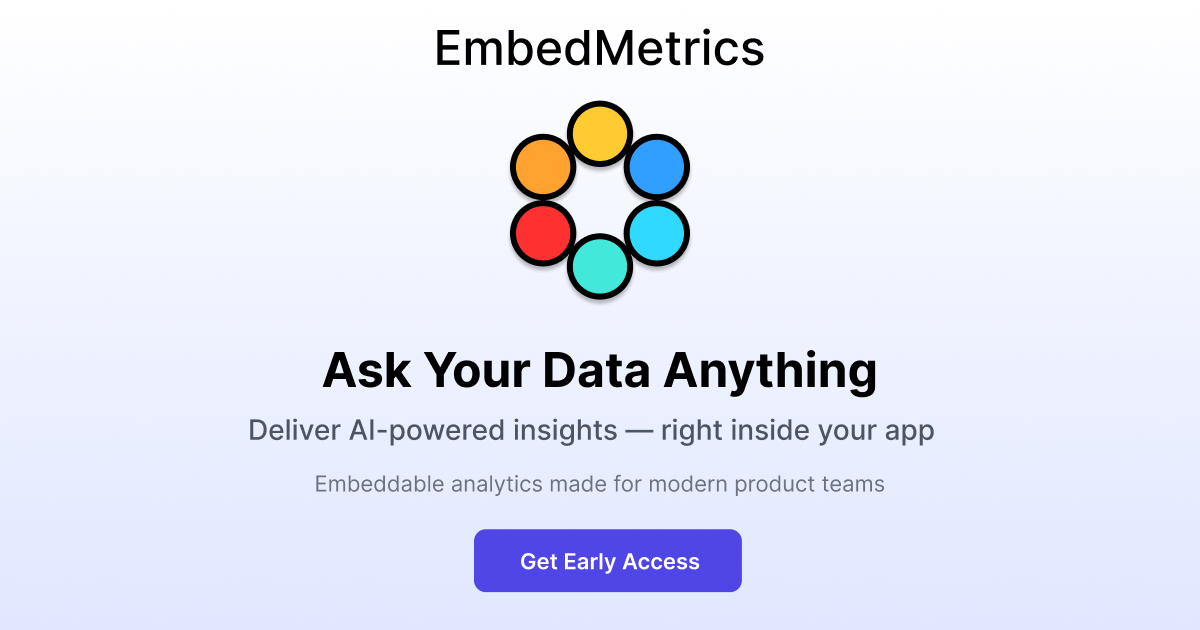 EmbedMetrics
Ask Your Data Anything
Deliver AI-powered insights — right inside your app
Embeddable analytics made for modern product teams
Get Early Access